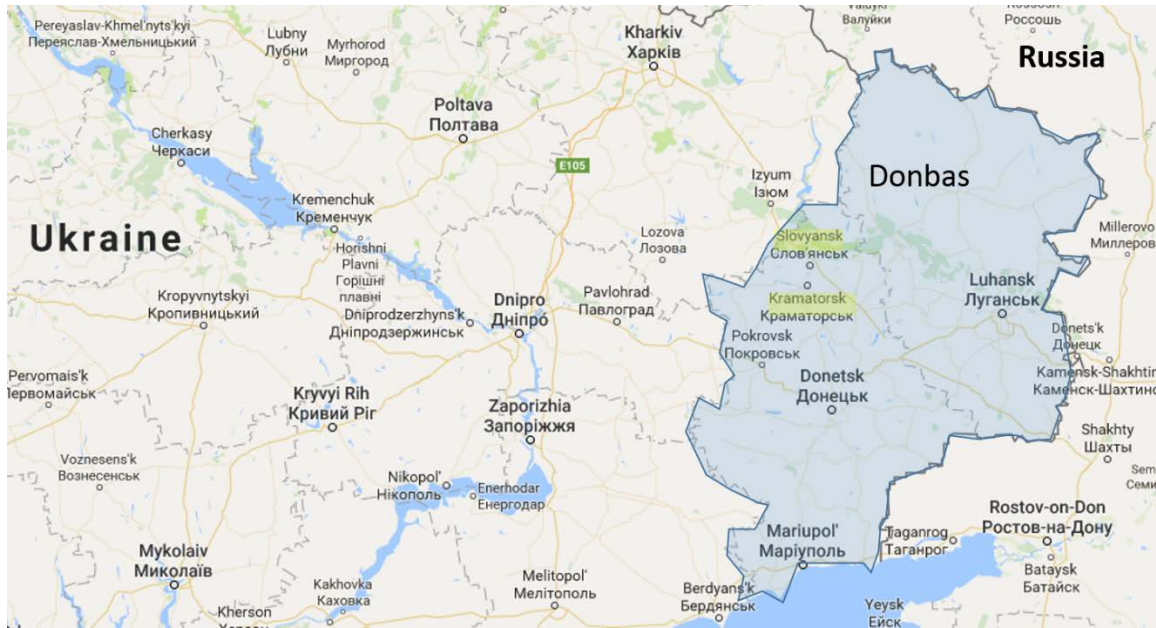 Pereyaslav-Khmel'nyts'kyi
Переяслав-Хмельницький
Lubny
Лубни
Myrhorod
Миргород
Kharkiv
Харків
Валуйки
Россошь
Russia
Poltava
Полтава
Cherkasy
Черкаси
E105
Izyum
Ізюм
Donbas
Kremenchuk
Кременчук
Ukraine
Horishni
Plavni
Горішні
плавні
Lozova
Лозова
Slovyansk
Слов'янськ
Millerovo
Миллерово
Kropyvnytskyi
Кропивницький
Dniprodzerzhyns'k
Дніпродзержинськ
Dnipro
Дніпро
Pavlohrad
Павлоград
Kramatorsk
Краматорськ
Luhansk
Луганськ
Donets'k
Донецк
Pokrovsk
Покровськ
Kamensk-Shakhtin
Каменск-Шахтинс
Pervomais'k
Первомайськ
Donetsk
Донецьк
Kryvyi Rih
Кривий Ріг
Zaporizhia
Запоріжжя
Shakhty
Шахты
Voznesens'k
Вознесенськ
Nikopol'
Нікополь
Enerhodar
Енергодар
Sem
Семи
Rostov-on-Don
Ростов-на-Дону
Mariupol'
Маріуполь
Taganrog
Таганрог
Mykolaiv
Миколаїв
Bataysk
Батайск
Kakhovka
Каховка
Melitopol'
Мелітополь
Berdyans'k
Бердянськ
Yeysk
Ейск
Kherson